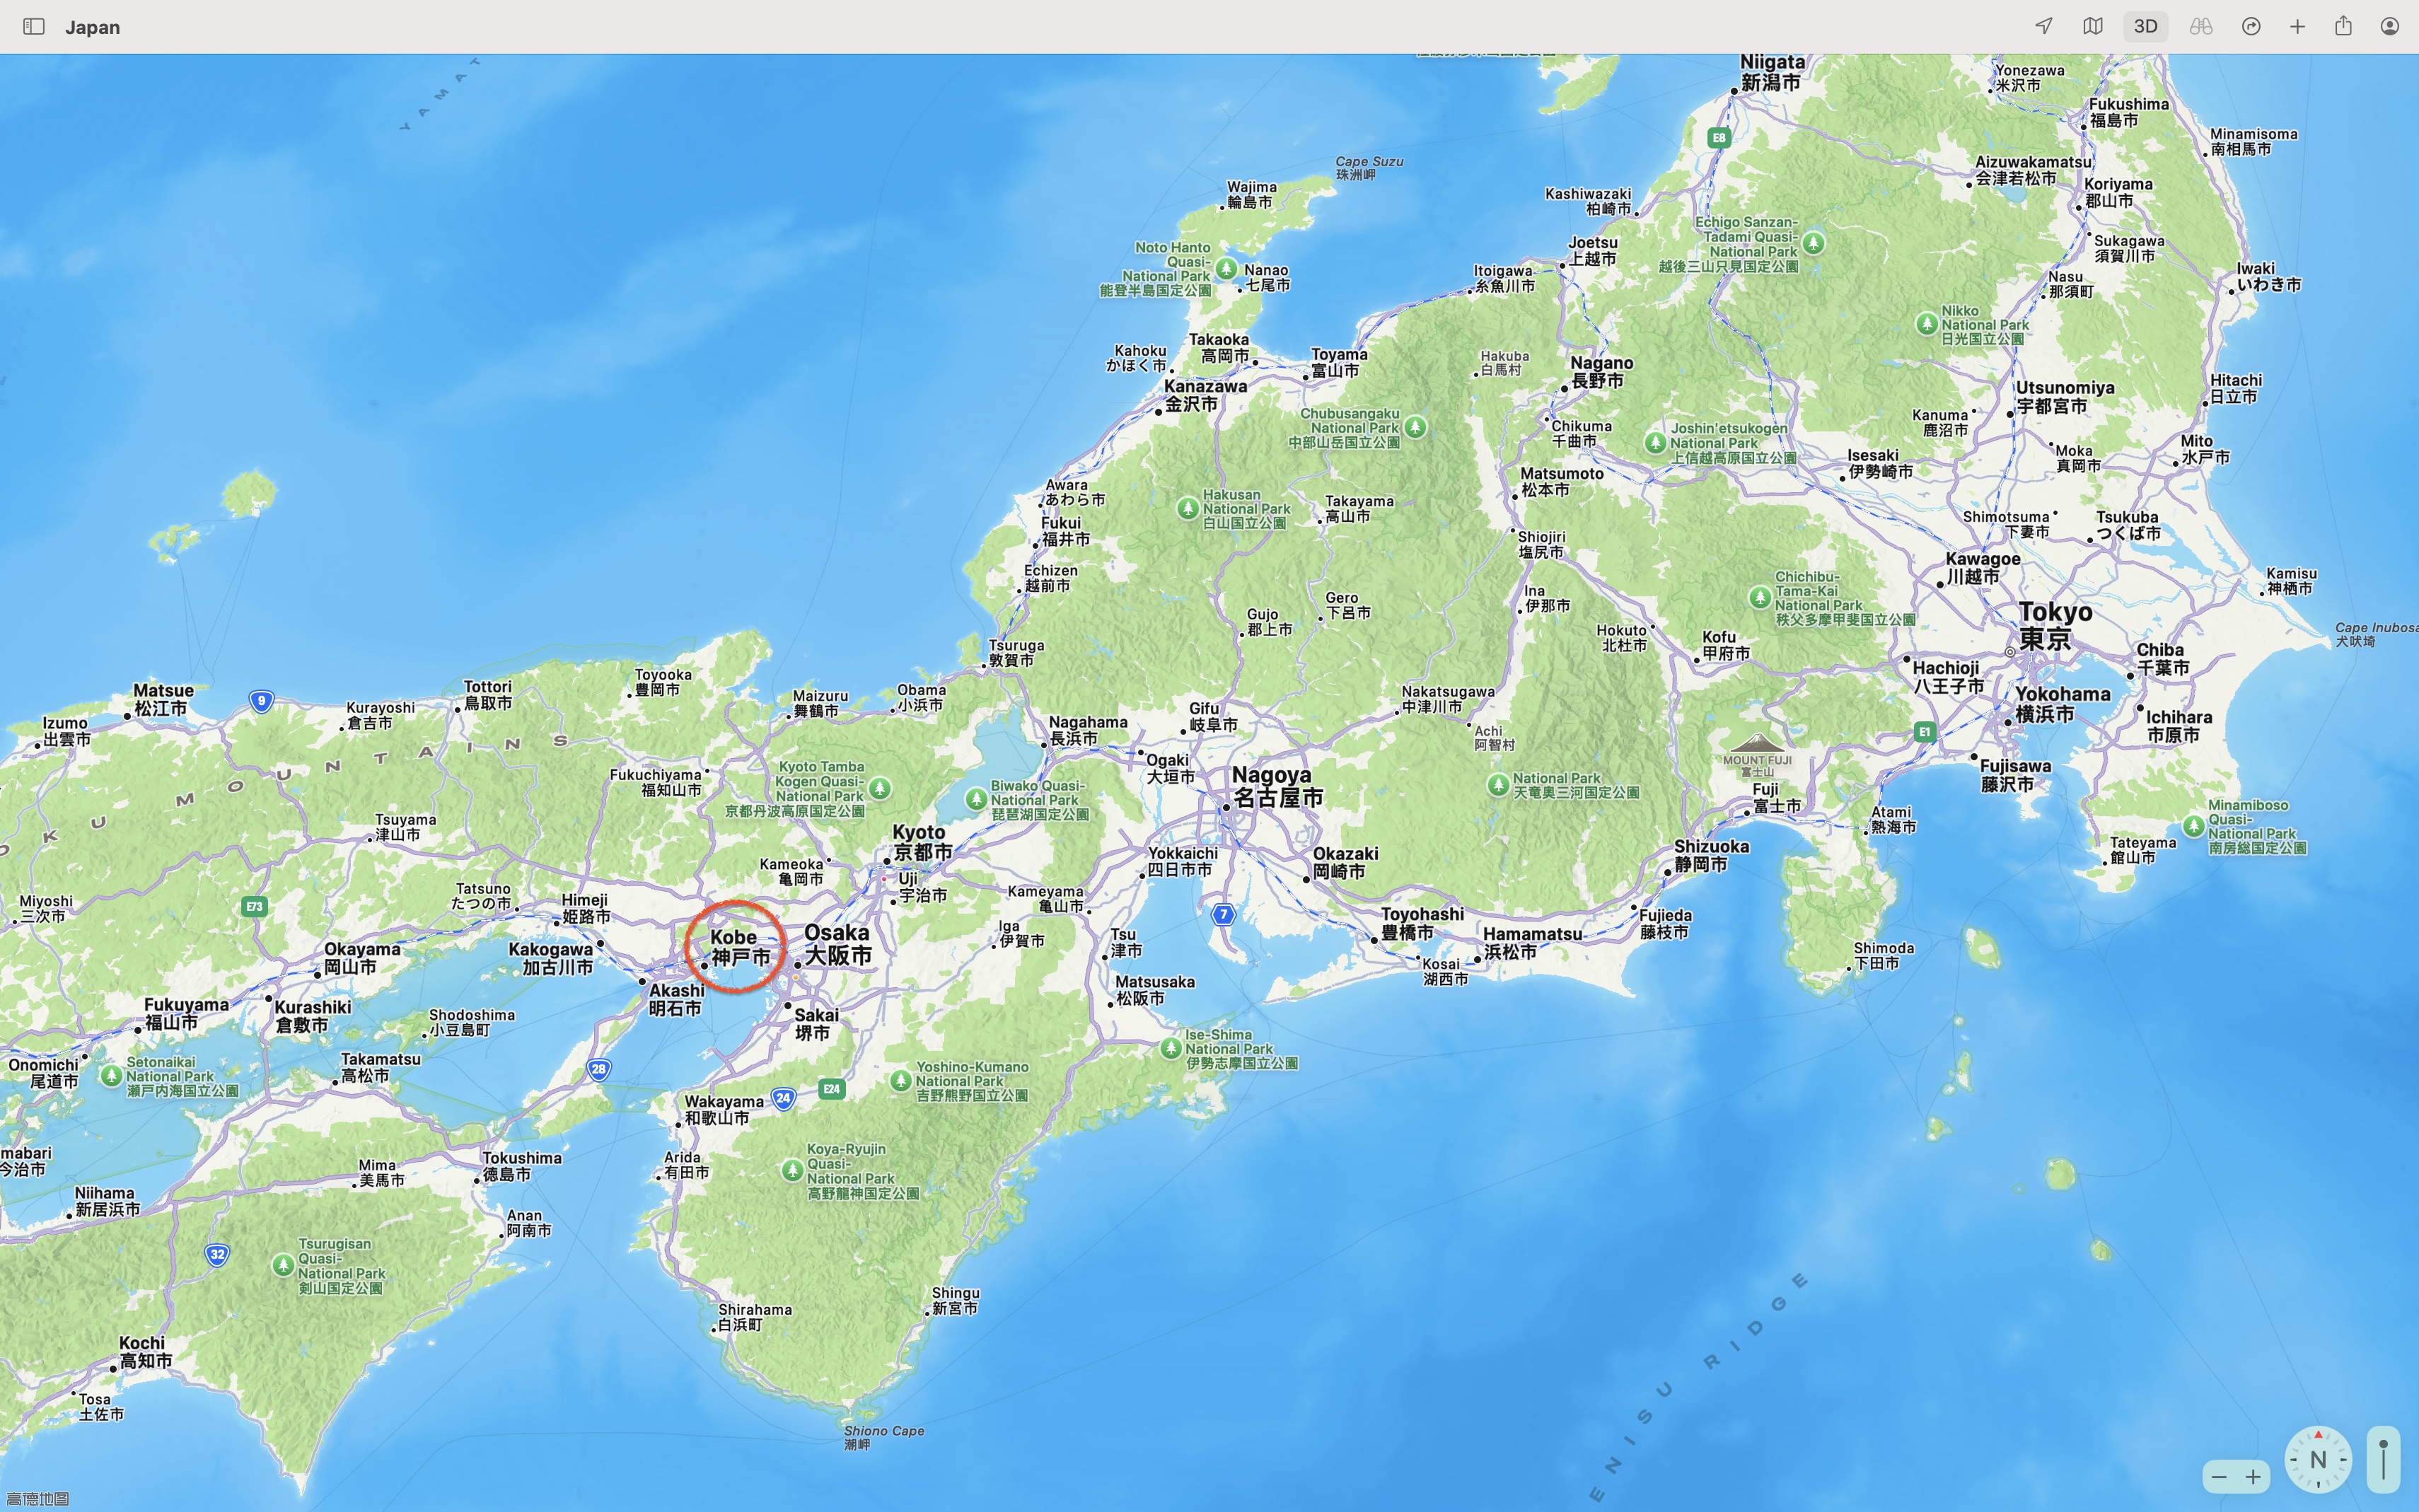 Japan
3D
YAMAT
Niigata
新潟市
Yonezawa
米沢市
Fukushima
福島市
Minamisoma
南相馬市
E8
Cape Suzu
珠洲岬
Aizuwakamatsu
会津若松市
Wajima
輪島市
Kashiwazaki
柏崎市
Koriyama
郡山市
Echigo Sanzan-
Tadami Quasi-
National Park
越後三山只見国定公園
Joetsu
上越市
Sukagawa
須賀川市
Noto Hanto
Quasi-
National Park
能登半島国定公園
Nanao
七尾市
Itoigawa
糸魚川市
Nasu
那須町
Iwaki
いわき市
Nikko
National Park
日光国立公園
Takaoka
高岡市
Kahoku
かほく市
Toyama
富山市
Hakuba
白馬村
Nagano
長野市
Kanazawa
金沢市
Utsunomiya
宇都宮市
Hitachi
日立市
Chubusangaku
National Park
中部山岳国立公園
Chikuma
千曲市
Joshin'etsukogen
National Park
上信越高原国立公園
Kanuma
鹿沼市
Moka
真岡市
Mito
水戸市
Isesaki
伊勢崎市
Matsumoto
松本市
Awara
あわら市
Hakusan
National Park
白山国立公園
Takayama
高山市
Fukui
福井市
Shimotsuma
下妻市
Tsukuba
つくば市
Shiojiri
塩尻市
Echizen
越前市
Kawagoe
川越市
Kamisu
神栖市
Chichibu-
Tama-Kai
National Park
秩父多摩甲斐国立公園
Ina
伊那市
Gero
下呂市
Gujo
郡上市
Tokyo
東京
Cape Inubosa
犬吠埼
Hokuto
北杜市
Kofu
甲府市
Tsuruga
敦賀市
Chiba
千葉市
Hachioji
八王子市
Toyooka
豊岡市
Matsue
松江市
9
Tottori
鳥取市
Kurayoshi
倉吉市
Maizuru
舞鶴市
Obama
小浜市
Nakatsugawa
中津川市
Yokohama
横浜市
Izumo
出雲市
Gifu
岐阜市
Nagahama
長浜市
Achi
阿智村
E1
Ichihara
市原市
KU MOUNTAINS
MOUNT FUJI
富士山
Ogaki
大垣市
Fukuchiyama
福知山市
Kyoto Tamba
Kogen Quasi-
National Park
京都丹波高原国定公園
Biwako Quasi-
National Park
琵琶湖国定公園
Nagoya
名古屋市
National Park
天竜奥三河国定公園
Fujisawa
藤沢市
Fuji
富士市
Atami
熱海市
Minamiboso
Quasi-
National Park
南房総国定公園
Tsuyama
津山市
Kyoto
京都市
Yokkaichi
四日市市
Okazaki
岡崎市
Shizuoka
静岡市
Tateyama
館山市
Kameoka
亀岡市
Uji
宇治市
Kameyama
亀山市
Miyoshi
三次市
E73
Tatsuno
たつの市
Himeji
姫路市
7
Toyohashi
豊橋市
Fujieda
藤枝市
Kobe
神戸市
Osaka
大阪市
Iga
伊賀市
Tsu
津市
Hamamatsu
浜松市
Okayama
岡山市
Kakogawa
加古川市
Kosai
湖西市
Shimoda
下田市
Akashi
明石市
Matsusaka
松阪市
Fukuyama
福山市
Kurashiki
倉敷市
Shodoshima
小豆島町
Sakai
堺市
Ise-Shima
National Park
伊勢志摩国立公園
Onomichi
尾道市
Setonaikai
National Park
瀬戸内海国立公園
Takamatsu
高松市
28
24
E24
Yoshino-Kumano
National Park
吉野熊野国立公園
Wakayama
和歌山市
mabari
今治市
Mima
美馬市
Tokushima
徳島市
Arida
有田市
Koya-Ryujin
Quasi-
National Park
高野龍神国定公園
Niihama
新居浜市
Anan
阿南市
32
Tsurugisan
Quasi-
National Park
剣山国定公園
Shingu
新宮市
Shirahama
白浜町
Kochi
高知市
Tosa
土佐市
Shiono Cape
潮岬
ENISU RIDGE
N
高德地图